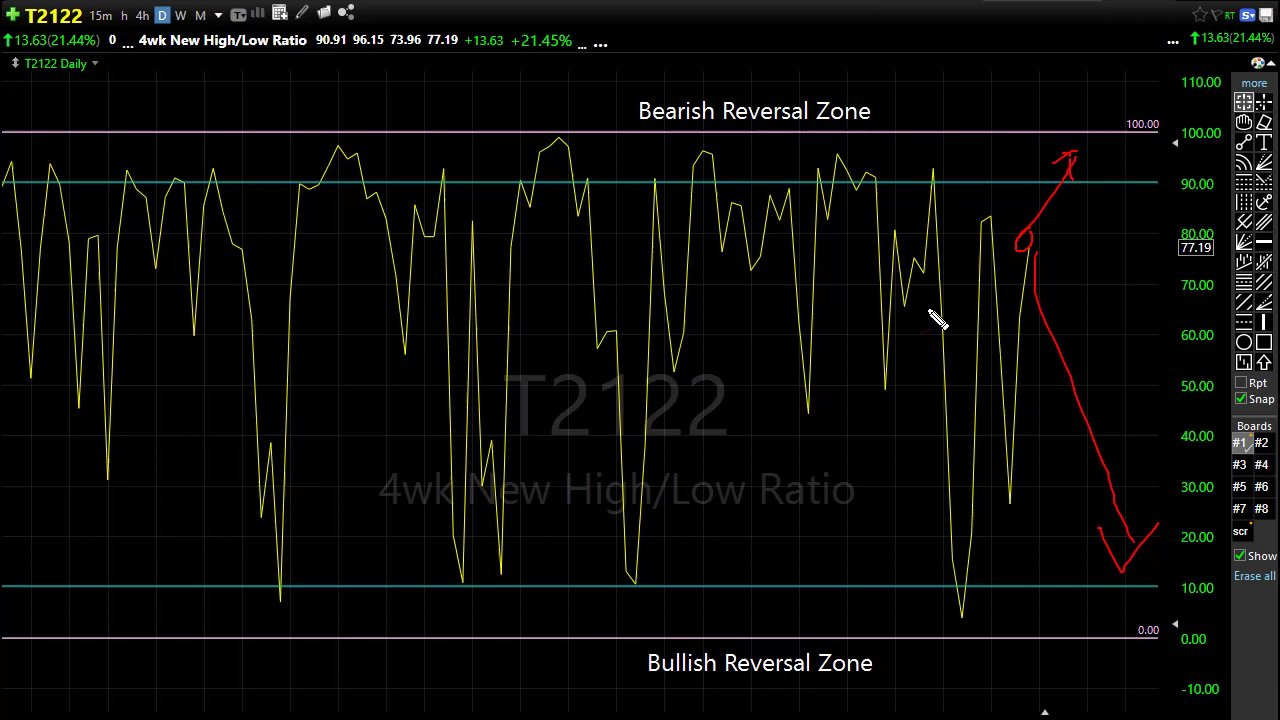 T2122 15m h 4h D W M
RT
13.63(21.44%) 0 ... 4wk New High/Low Ratio 90.91 96.15 73.96 77.19 +13.63 +21.45% ... ...
... 13.63(21.44%)
T2122 Daily
more
110.00
Bearish Reversal Zone
100.00
100.00
90.00
80.00
77.19
70.00
60.00
50.00
T2122
40.00
4wk New High/Low Ratio
30.00
20.00
10.00
0.00
0.00
Bullish Reversal Zone
-10.00
Rpt
Snap
Boards
#1 #2
#3 #4
#5 #6
#7 #8
scr
Show
Erase all